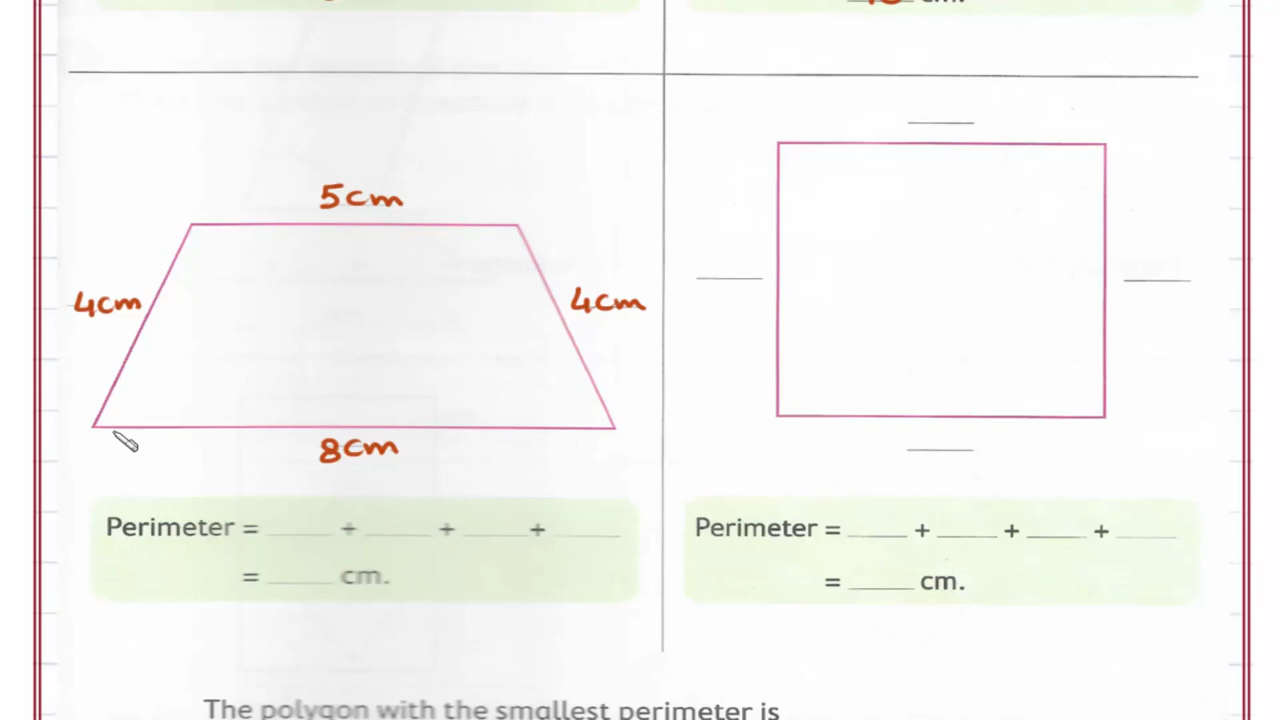 cm.
5cm
4cm
4cm
8cm
Perimeter = ____ + ____ + ____ + ____
= ____ cm.
Perimeter = ____ + ____ + ____ + ____
= ____ cm.
The polygon with the smallest perimeter is